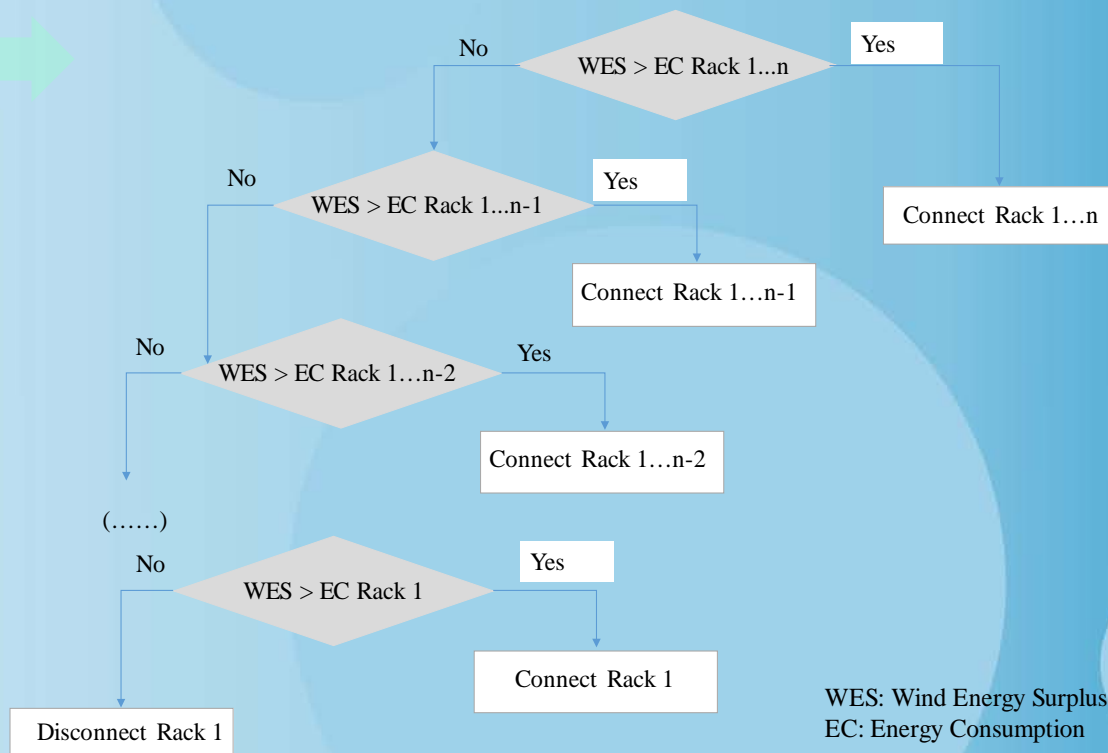 No
WES > EC Rack 1...n
Yes
No
WES > EC Rack 1...n-1
Yes
Connect Rack 1…n
Connect Rack 1…n-1
No
WES > EC Rack 1…n-2
Yes
Connect Rack 1…n-2
(……)
No
WES > EC Rack 1
Yes
Connect Rack 1
Disconnect Rack 1
WES: Wind Energy Surplus
EC: Energy Consumption